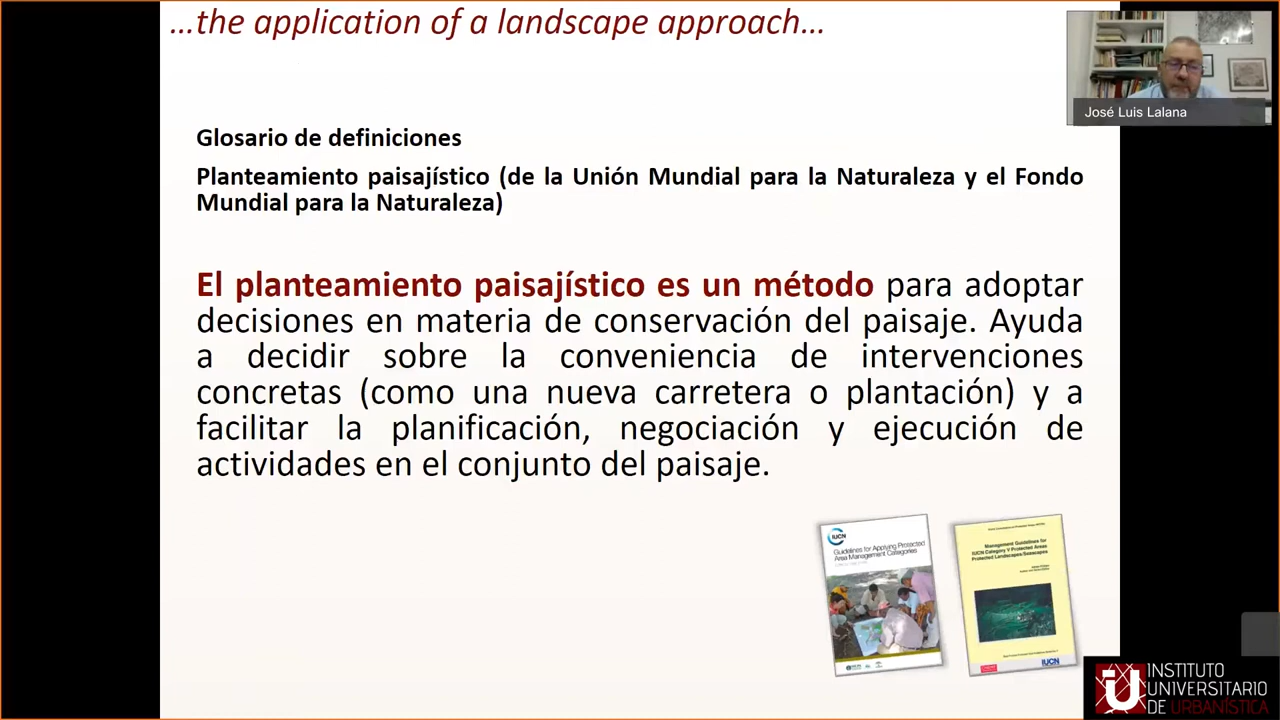 ...the application of a landscape approach...
José Luis Lalana
Glosario de definiciones
Planteamiento paisajístico (de la Unión Mundial para la Naturaleza y el Fondo
Mundial para la Naturaleza)
El planteamiento paisajístico es un método para adoptar
decisiones en materia de conservación del paisaje. Ayuda
a decidir sobre la conveniencia de intervenciones
concretas (como una nueva carretera o plantación) y a
facilitar la planificación, negociación y ejecución de
actividades en el conjunto del paisaje.
IUCN
Guidelines for Applying Protected
Area Management Categories
Management Guidelines for
IUCN Category V Protected Areas
Protected Landscapes/Seascapes
IUCN
iU
INSTITUTO
UNIVERSITARIO
DE URBANÍSTICA